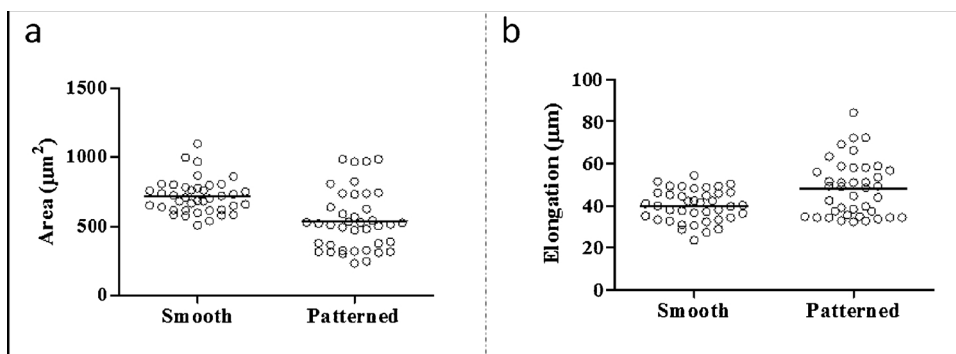 a
Area (μm²)
1500
1000
500
0
Smooth
Patterned
b
Elongation (μm)
100
80
60
40
20
0
Smooth
Patterned